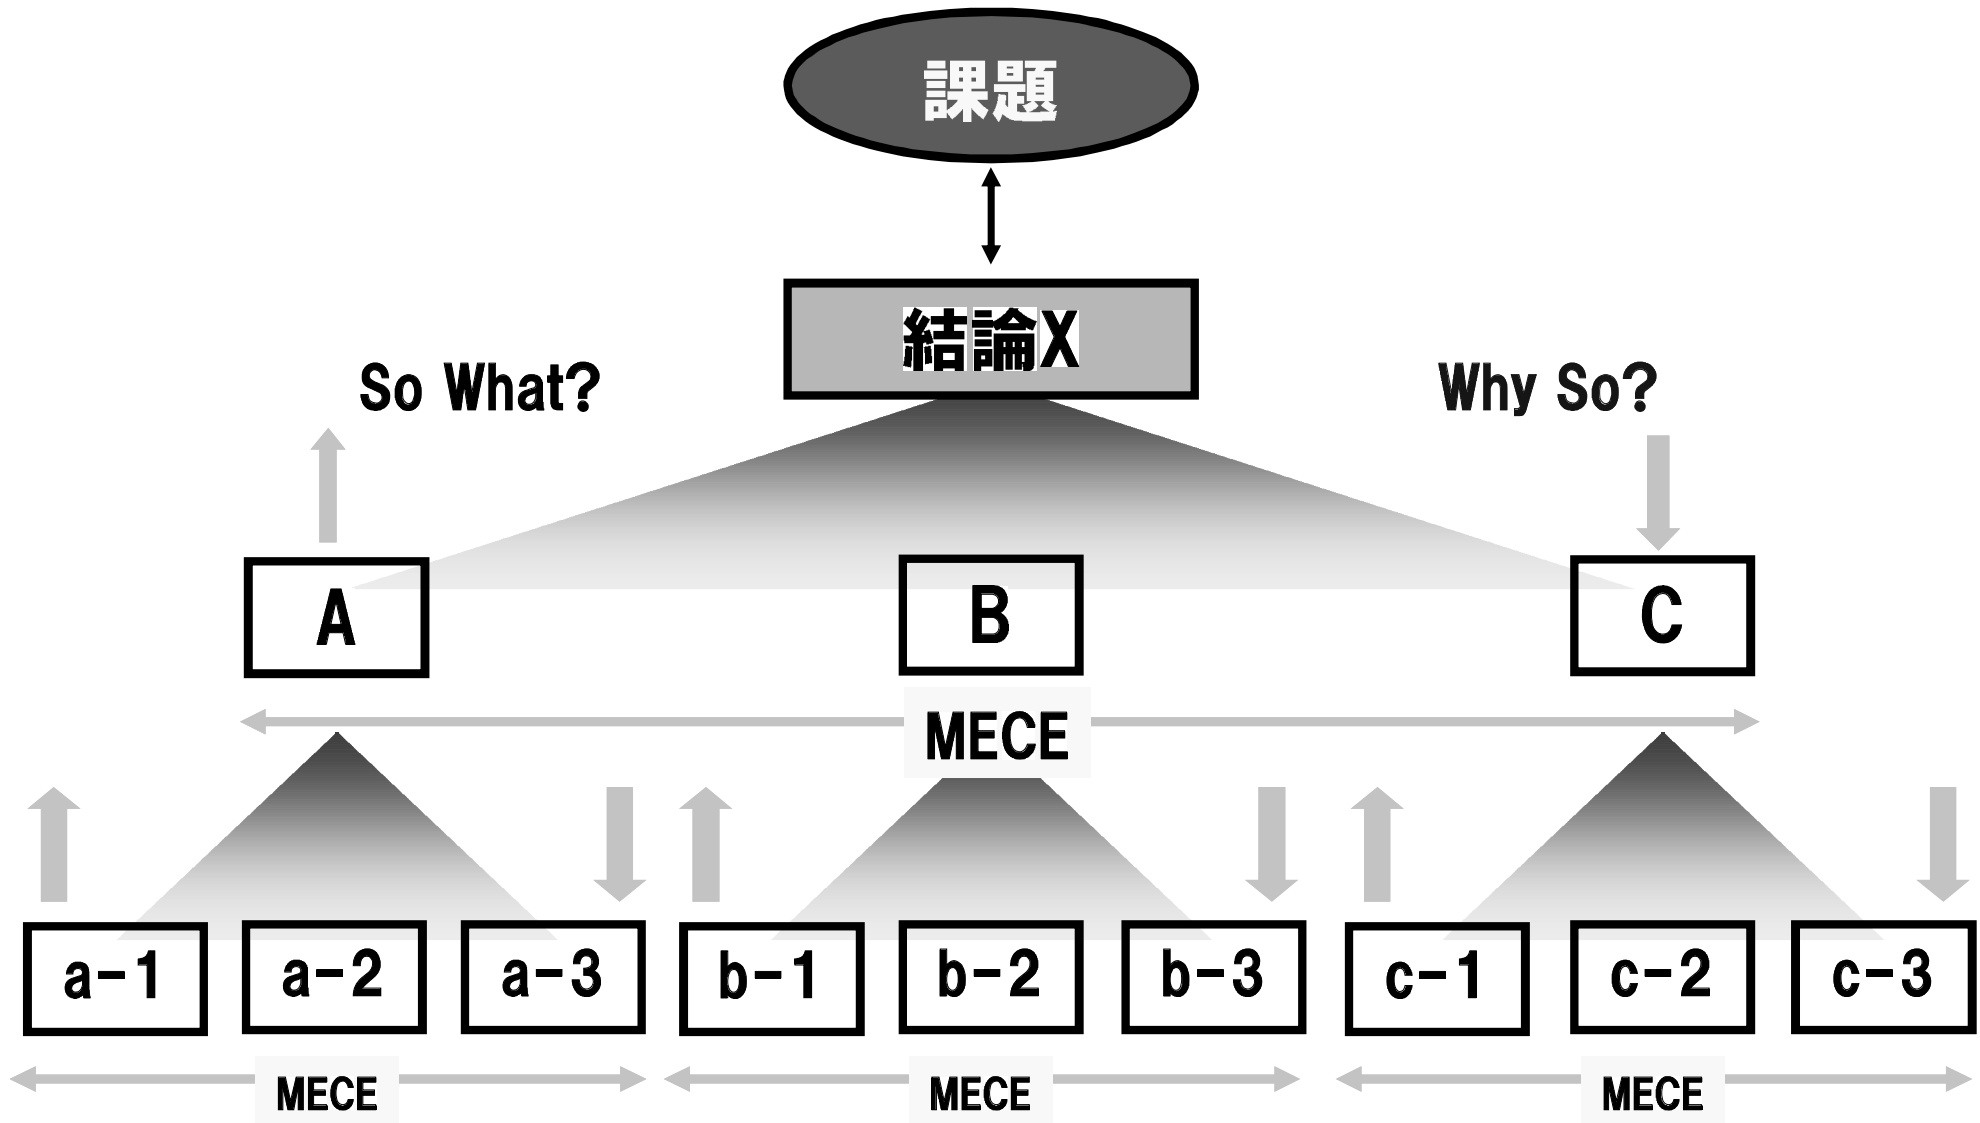 課題
結論X
So What?
Why So?
A
B
C
MECE
a-1
a-2
a-3
b-1
b-2
b-3
c-1
c-2
c-3
MECE
MECE
MECE